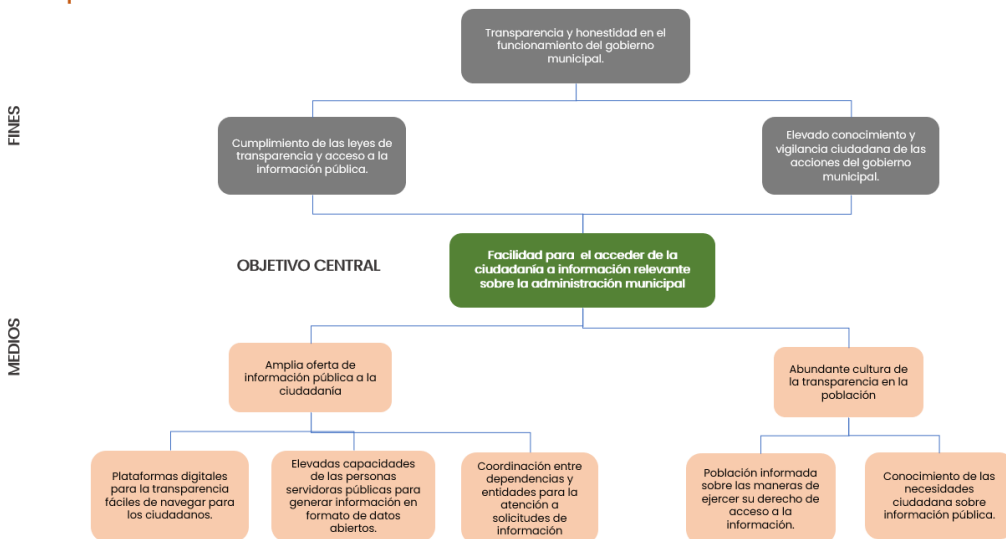 Transparencia y honestidad en el
funcionamiento del gobierno
municipal.
FINES
Cumplimiento de las leyes de
transparencia y acceso a la
información pública.
Elevado conocimiento y
vigilancia ciudadana de las
acciones del gobierno
municipal.
OBJETIVO CENTRAL
Facilidad para el acceder de la
ciudadanía a información relevante
sobre la administración municipal
MEDIOS
Amplia oferta de
información pública a la
ciudadanía
Abundante cultura de
la transparencia en la
población
Plataformas digitales
para la transparencia
fáciles de navegar para
los ciudadanos.
Elevadas capacidades
de las personas
servidoras públicas para
generar información en
formato de datos
abiertos.
Coordinación entre
dependencias y
entidades para la
atención a
solicitudes de
información
Población informada
sobre las maneras de
ejercer su derecho de
acceso a la
información.
Conocimiento de las
necesidades
ciudadana sobre
información pública.